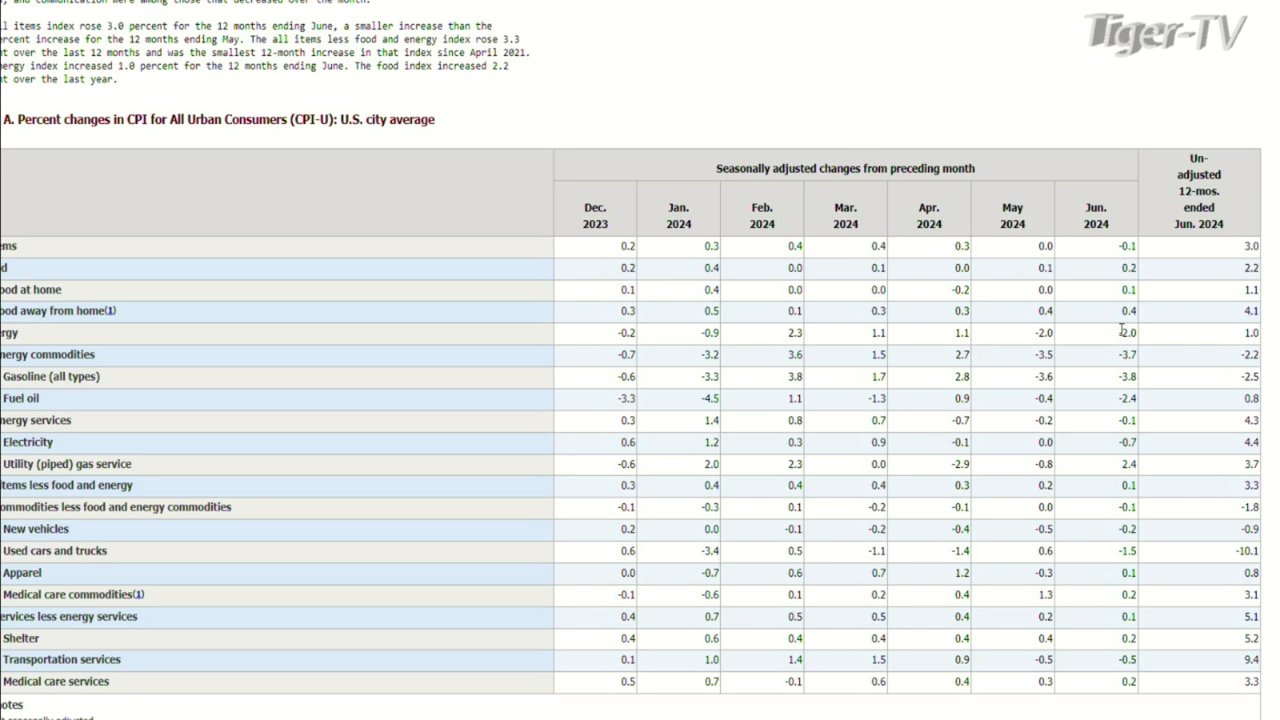 and communication were among those that decreased over the month.
Tiger-TV
l items index rose 3.0 percent for the 12 months ending June, a smaller increase than the
rcent increase for the 12 months ending May. The all items less food and energy index rose 3.3
t over the last 12 months and was the smallest 12-month increase in that index since April 2021.
ergy index increased 1.0 percent for the 12 months ending June. The food index increased 2.2
t over the last year.
A. Percent changes in CPI for All Urban Consumers (CPI-U): U.S. city average
Seasonally adjusted changes from preceding month
Un-
adjusted
12-mos.
ended
Jun. 2024
Dec. 2023 Jan. 2024 Feb. 2024 Mar. 2024 Apr. 2024 May 2024 Jun. 2024
ems 0.2 0.3 0.4 0.4 0.3 0.0 -0.1 3.0
d 0.2 0.4 0.0 0.1 0.0 0.1 0.2 2.2
ood at home 0.1 0.4 0.0 0.0 -0.2 0.0 0.1 1.1
ood away from home(1) 0.3 0.5 0.1 0.3 0.3 0.4 0.4 4.1
rgy -0.2 -0.9 2.3 1.1 1.1 -2.0 -2.0 1.0
nergy commodities -0.7 -3.2 3.6 1.5 2.7 -3.5 -3.7 -2.2
Gasoline (all types) -0.6 -3.3 3.8 1.7 2.8 -3.6 -3.8 -2.5
Fuel oil -3.3 -4.5 1.1 -1.3 0.9 -0.4 -2.4 0.8
nergy services 0.3 1.4 0.8 0.7 -0.7 -0.2 -0.1 4.3
Electricity 0.6 1.2 0.3 0.9 -0.1 0.0 -0.7 4.4
Utility (piped) gas service -0.6 2.0 2.3 0.0 -2.9 -0.8 2.4 3.7
tems less food and energy 0.3 0.4 0.4 0.4 0.3 0.2 0.1 3.3
ommodities less food and energy commodities -0.1 -0.3 0.1 -0.2 -0.1 0.0 -0.1 -1.8
New vehicles 0.2 0.0 -0.1 -0.2 -0.4 -0.5 -0.2 -0.9
Used cars and trucks 0.6 -3.4 0.5 -1.1 -1.4 0.6 -1.5 -10.1
Apparel 0.0 -0.7 0.6 0.7 1.2 -0.3 0.1 0.8
Medical care commodities(1) -0.1 -0.6 0.1 0.2 0.4 1.3 0.2 3.1
ervices less energy services 0.4 0.7 0.5 0.5 0.4 0.2 0.1 5.1
Shelter 0.4 0.6 0.4 0.4 0.4 0.4 0.2 5.2
Transportation services 0.1 1.0 1.4 1.5 0.9 -0.5 -0.5 9.4
Medical care services 0.5 0.7 -0.1 0.6 0.4 0.3 0.2 3.3
otes